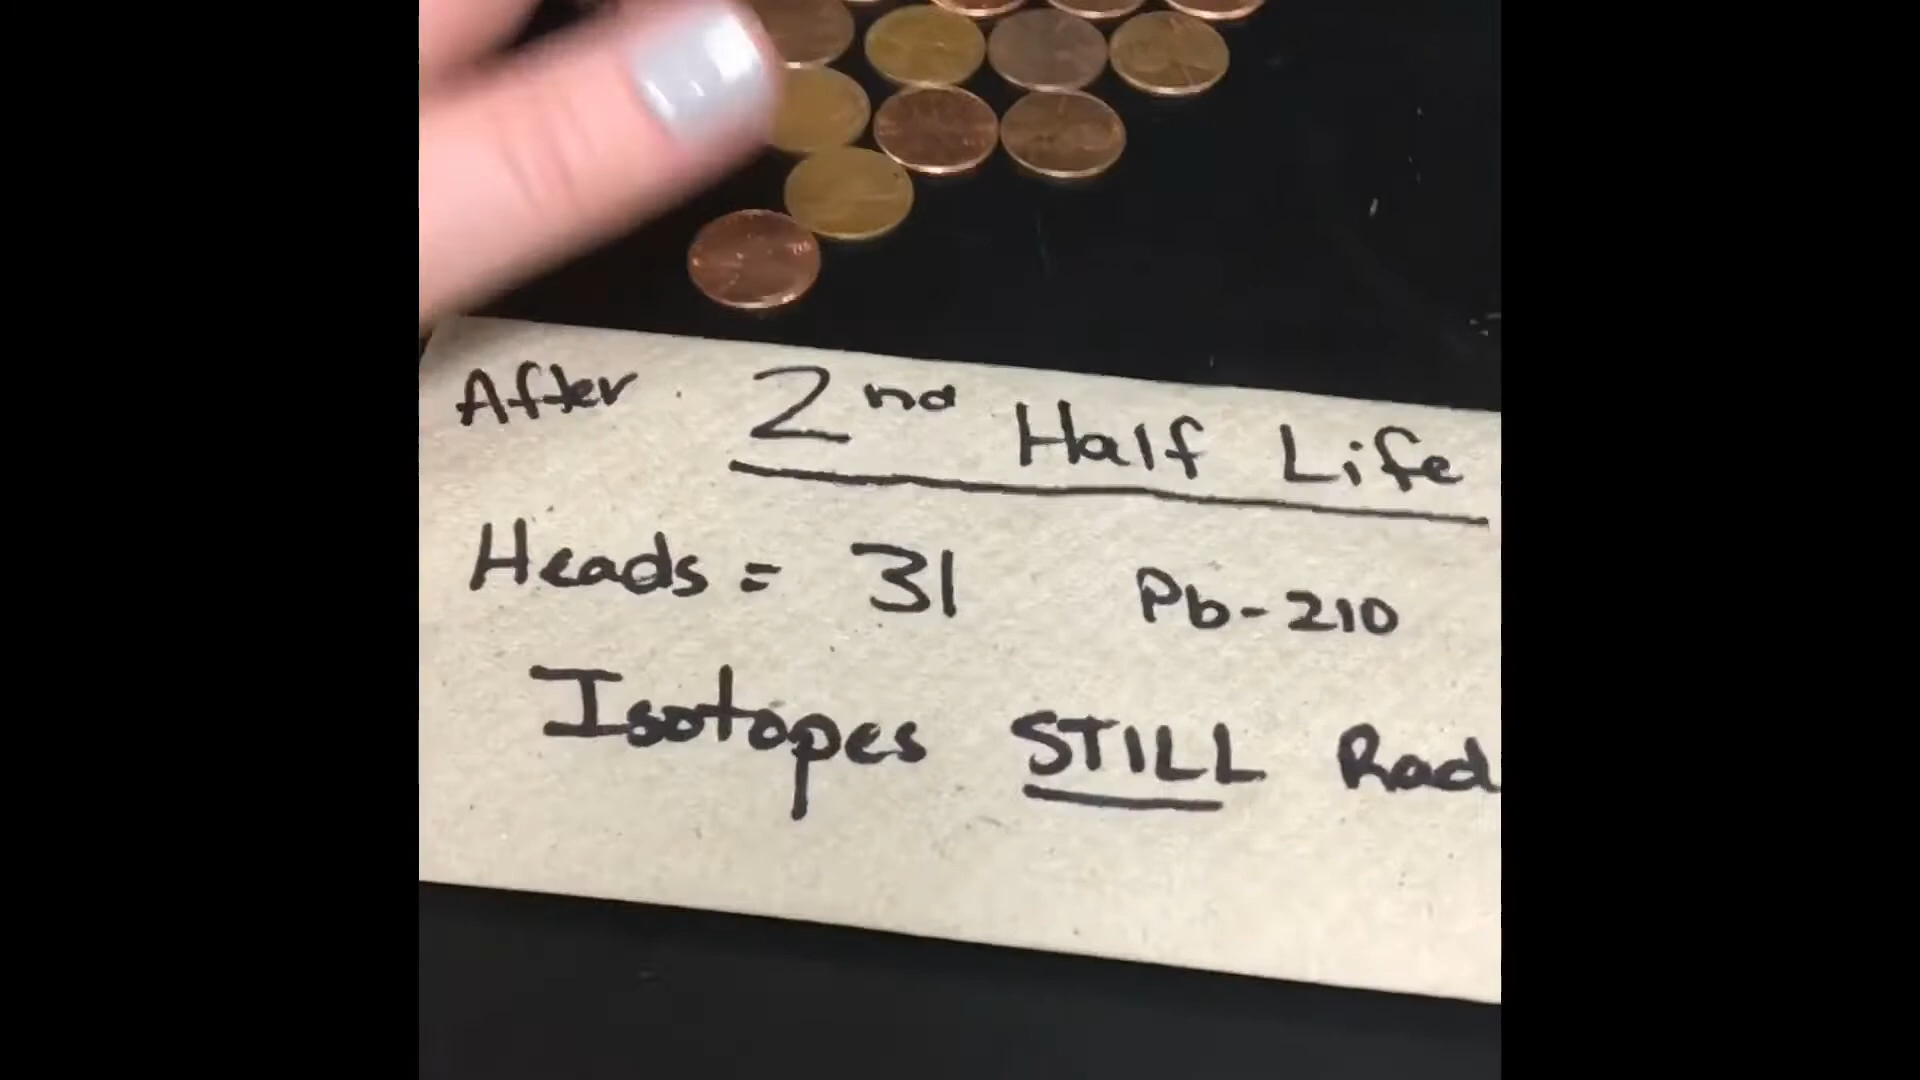 After 2nd Half Life
Heads = 31 Pb-210
Isotopes STILL Rad